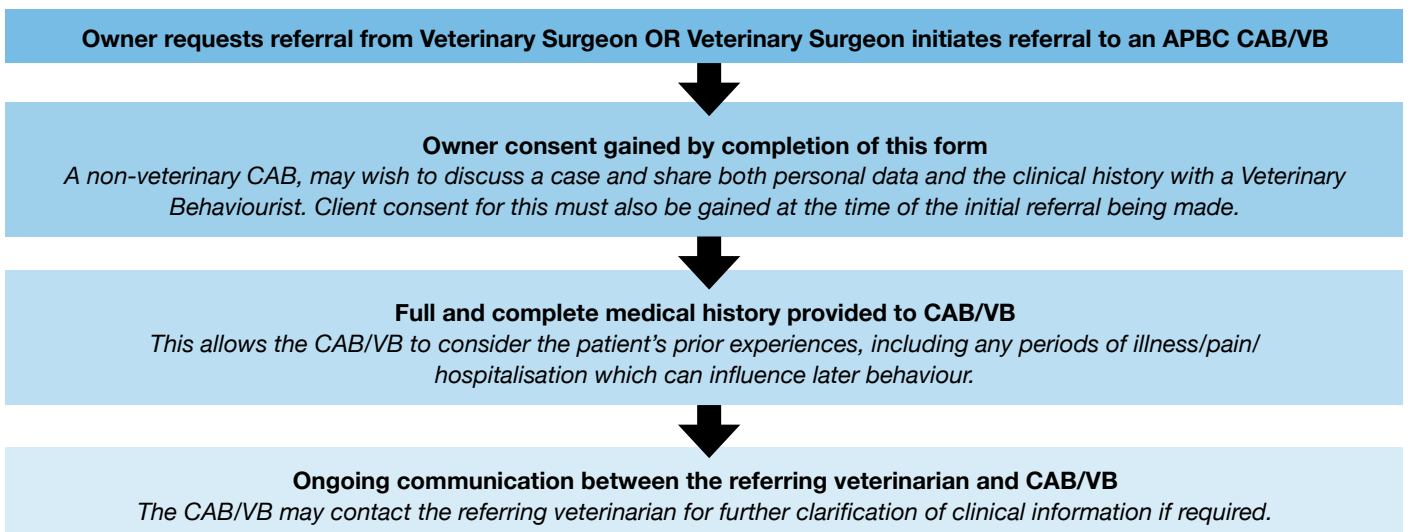 Owner requests referral from Veterinary Surgeon OR Veterinary Surgeon initiates referral to an APBC CAB/VB
Owner consent gained by completion of this form
A non-veterinary CAB, may wish to discuss a case and share both personal data and the clinical history with a Veterinary
Behaviourist. Client consent for this must also be gained at the time of the initial referral being made.
Full and complete medical history provided to CAB/VB
This allows the CAB/VB to consider the patient's prior experiences, including any periods of illness/pain/
hospitalisation which can influence later behaviour.
Ongoing communication between the referring veterinarian and CAB/VB
The CAB/VB may contact the referring veterinarian for further clarification of clinical information if required.